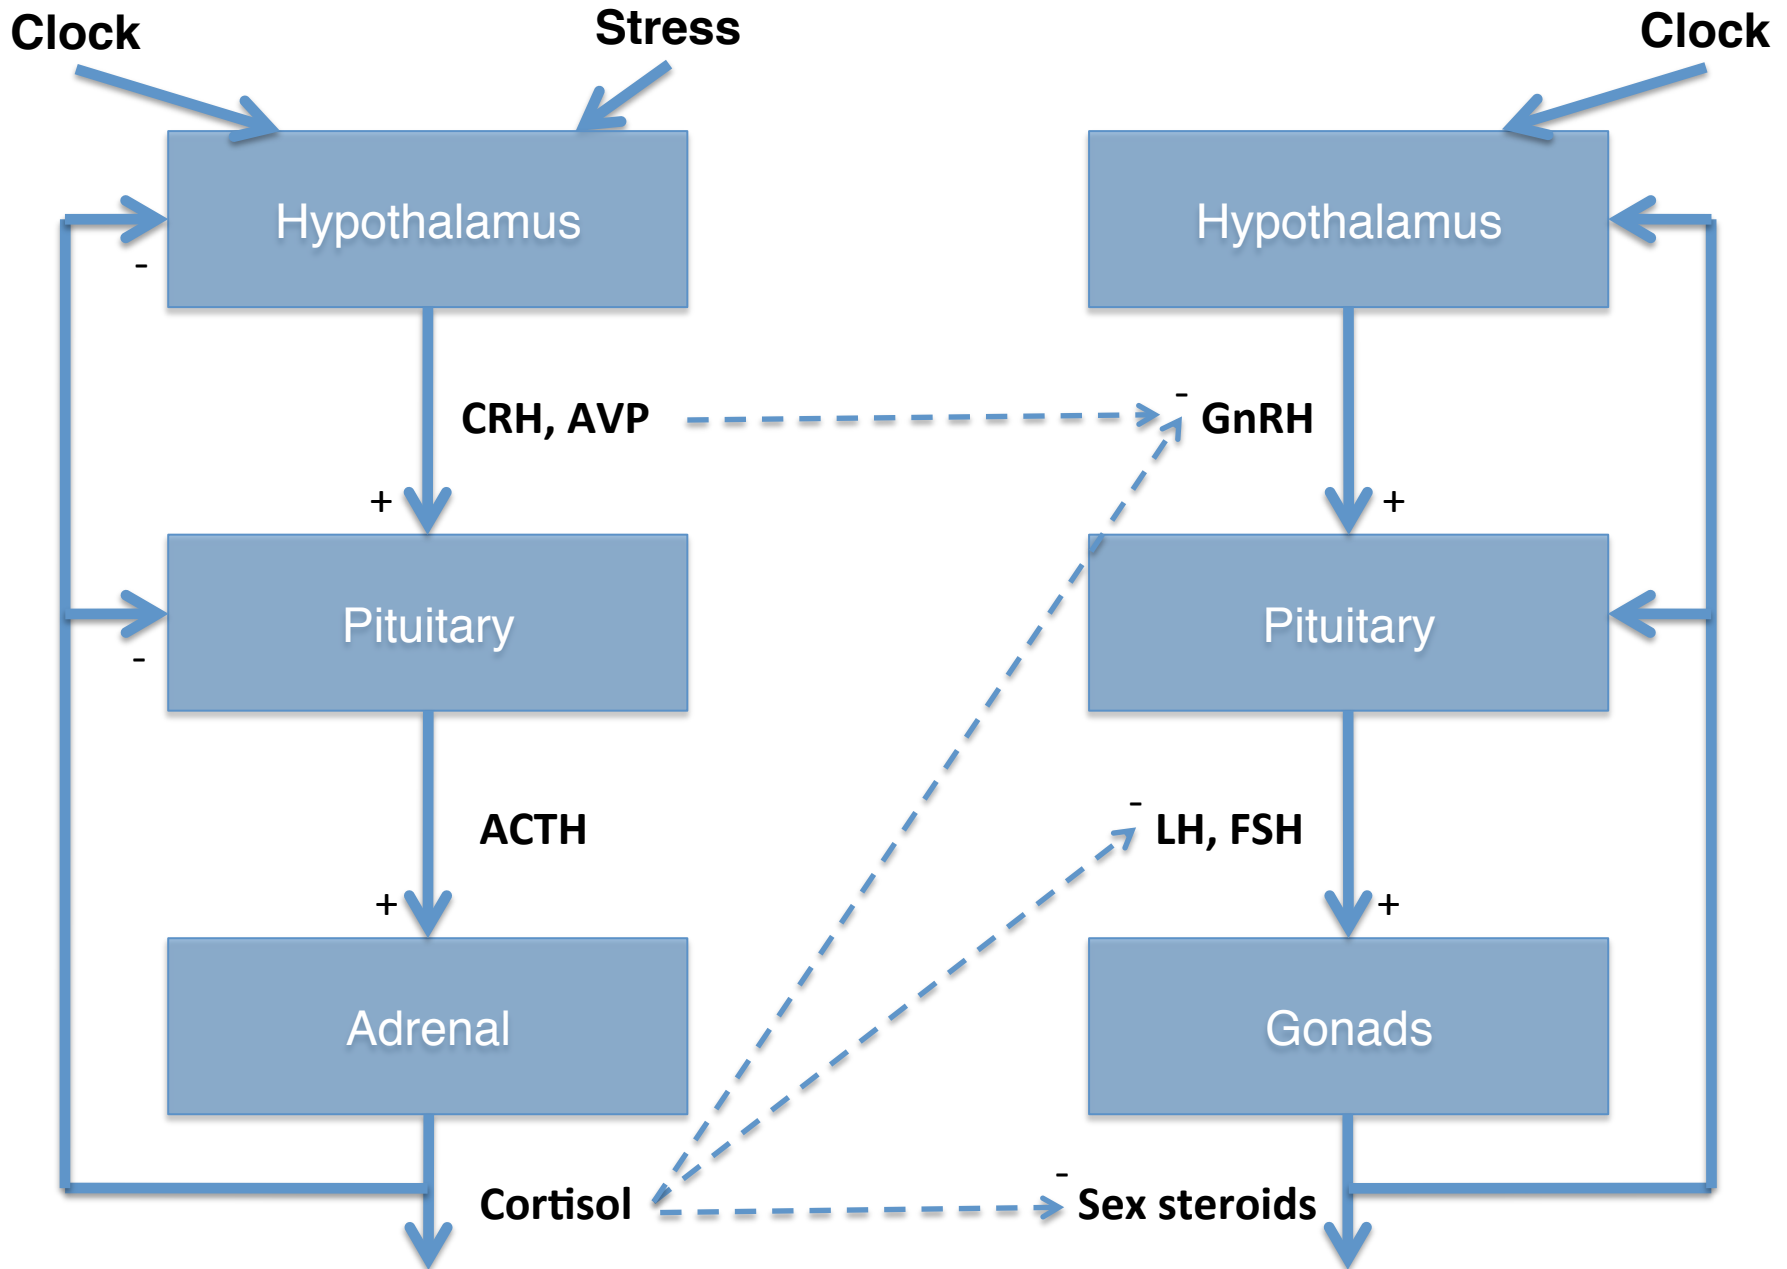 Clock
Stress
Clock
Hypothalamus
Hypothalamus
-
CRH, AVP
-
GnRH
+
+
Pituitary
Pituitary
-
ACTH
-
LH, FSH
+
+
Adrenal
Gonads
Cortisol
-
Sex steroids